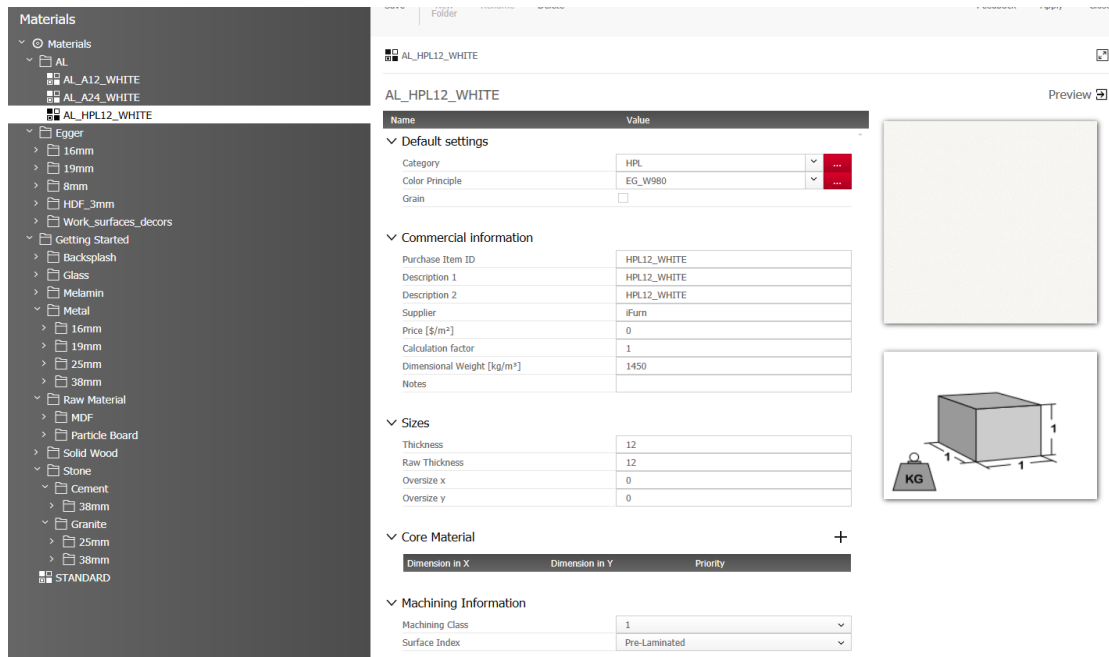 Materials
Materials
AL
AL_A12_WHITE
AL_A24_WHITE
AL_HPL12_WHITE
Egger
16mm
19mm
8mm
HDF_3mm
Work_surfaces_decors
Getting Started
Backsplash
Glass
Melamin
Metal
16mm
19mm
25mm
38mm
Raw Material
MDF
Particle Board
Solid Wood
Stone
Cement
38mm
Granite
25mm
38mm
STANDARD
Folder
AL_HPL12_WHITE
AL_HPL12_WHITE
Preview
Name Value
Default settings
Category HPL ...
Color Principle EG_W980 ...
Grain
Commercial information
Purchase Item ID HPL12_WHITE
Description 1 HPL12_WHITE
Description 2 HPL12_WHITE
Supplier iFurn
Price [$/m²] 0
Calculation factor 1
Dimensional Weight [kg/m³] 1450
Notes
Sizes
Thickness 12
Raw Thickness 12
Oversize x 0
Oversize y 0
Core Material +
Dimension in X Dimension in Y Priority
Machining Information
Machining Class 1
Surface Index Pre-Laminated
1
1
1
KG